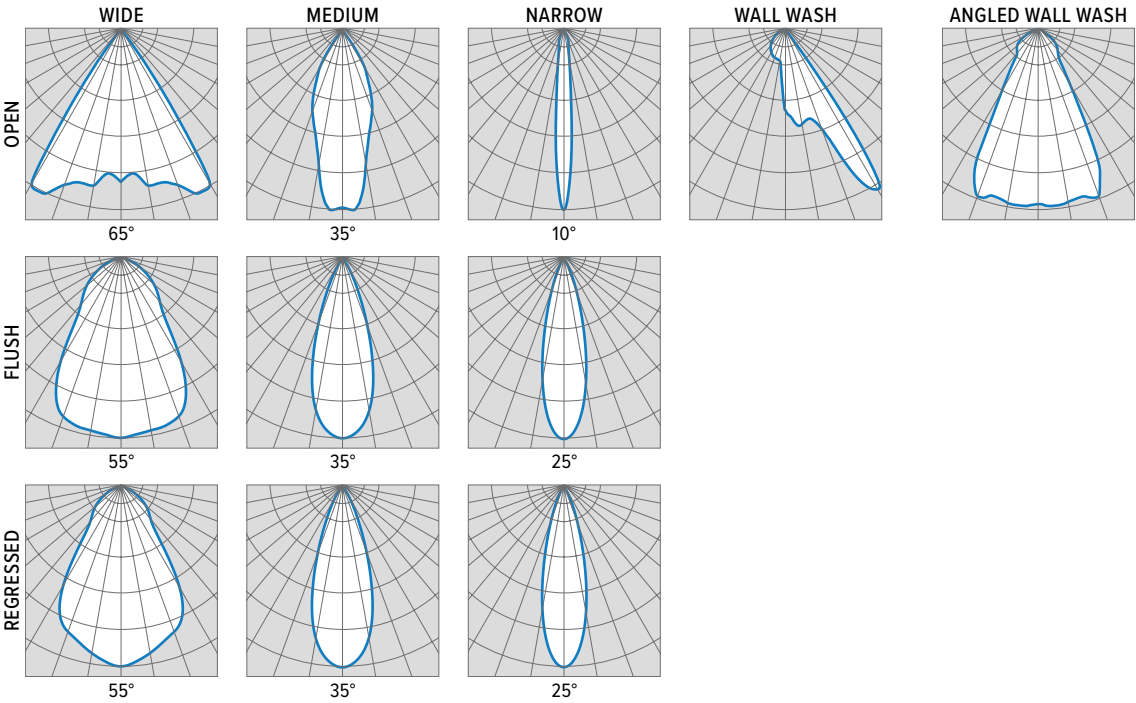 WIDE MEDIUM NARROW WALL WASH ANGLED WALL WASH
OPEN
65° 35° 10°
FLUSH
55° 35° 25°
REGRESSED
55° 35° 25°